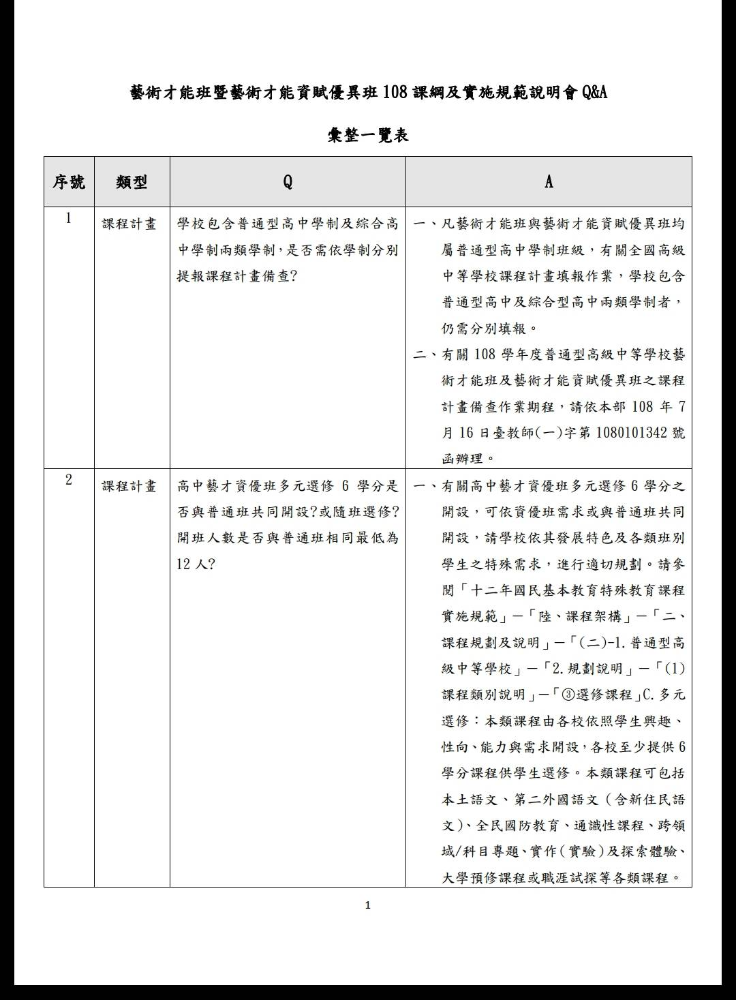 藝術才能班暨藝術才能資賦優異班 108 課綱及實施規範說明會 Q&A
彙整一覽表
序號 類型 Q A
1
課程計畫
學校包含普通型高中學制及綜合高
中學制兩類學制,是否需依學制分別
提報課程計畫備查?
一、凡藝術才能班與藝術才能資賦優異班均
屬普通型高中學制班級,有關全國高級
中等學校課程計畫填報作業,學校包含
普通型高中及綜合型高中兩類學制者,
仍需分別填報。
二、有關 108 學年度普通型高級中等學校藝
術才能班及藝術才能資賦優異班之課程
計畫備查作業期程,請依本部 108 年 7
月 16 日臺教師(一)字第 1080101342 號
函辦理。
2
課程計畫
高中藝才資優班多元選修 6 學分是
否與普通班共同開設?或隨班選修?
開班人數是否與普通班相同最低為
12 人?
一、有關高中藝才資優班多元選修 6 學分之
開設,可依資優班需求或與普通班共同
開設,請學校依其發展特色及各類班別
學生之特殊需求,進行適切規劃。請參
閱「十二年國民基本教育特殊教育課程
實施規範」—「陸、課程架構」—「二、
課程規劃及說明」—「(二)-1.普通型高
級中等學校」—「2.規劃說明」—「(1)
課程類別說明」—「③選修課程」C.多元
選修:本類課程由各校依照學生興趣、
性向、能力與需求開設,各校至少提供 6
學分課程供學生選修。本類課程可包括
本土語文、第二外國語文(含新住民語
文)、全民國防教育、通識性課程、跨領
域/科目專題、實作(實驗)及探索體驗、
大學預修課程或職涯試探等各類課程。
1